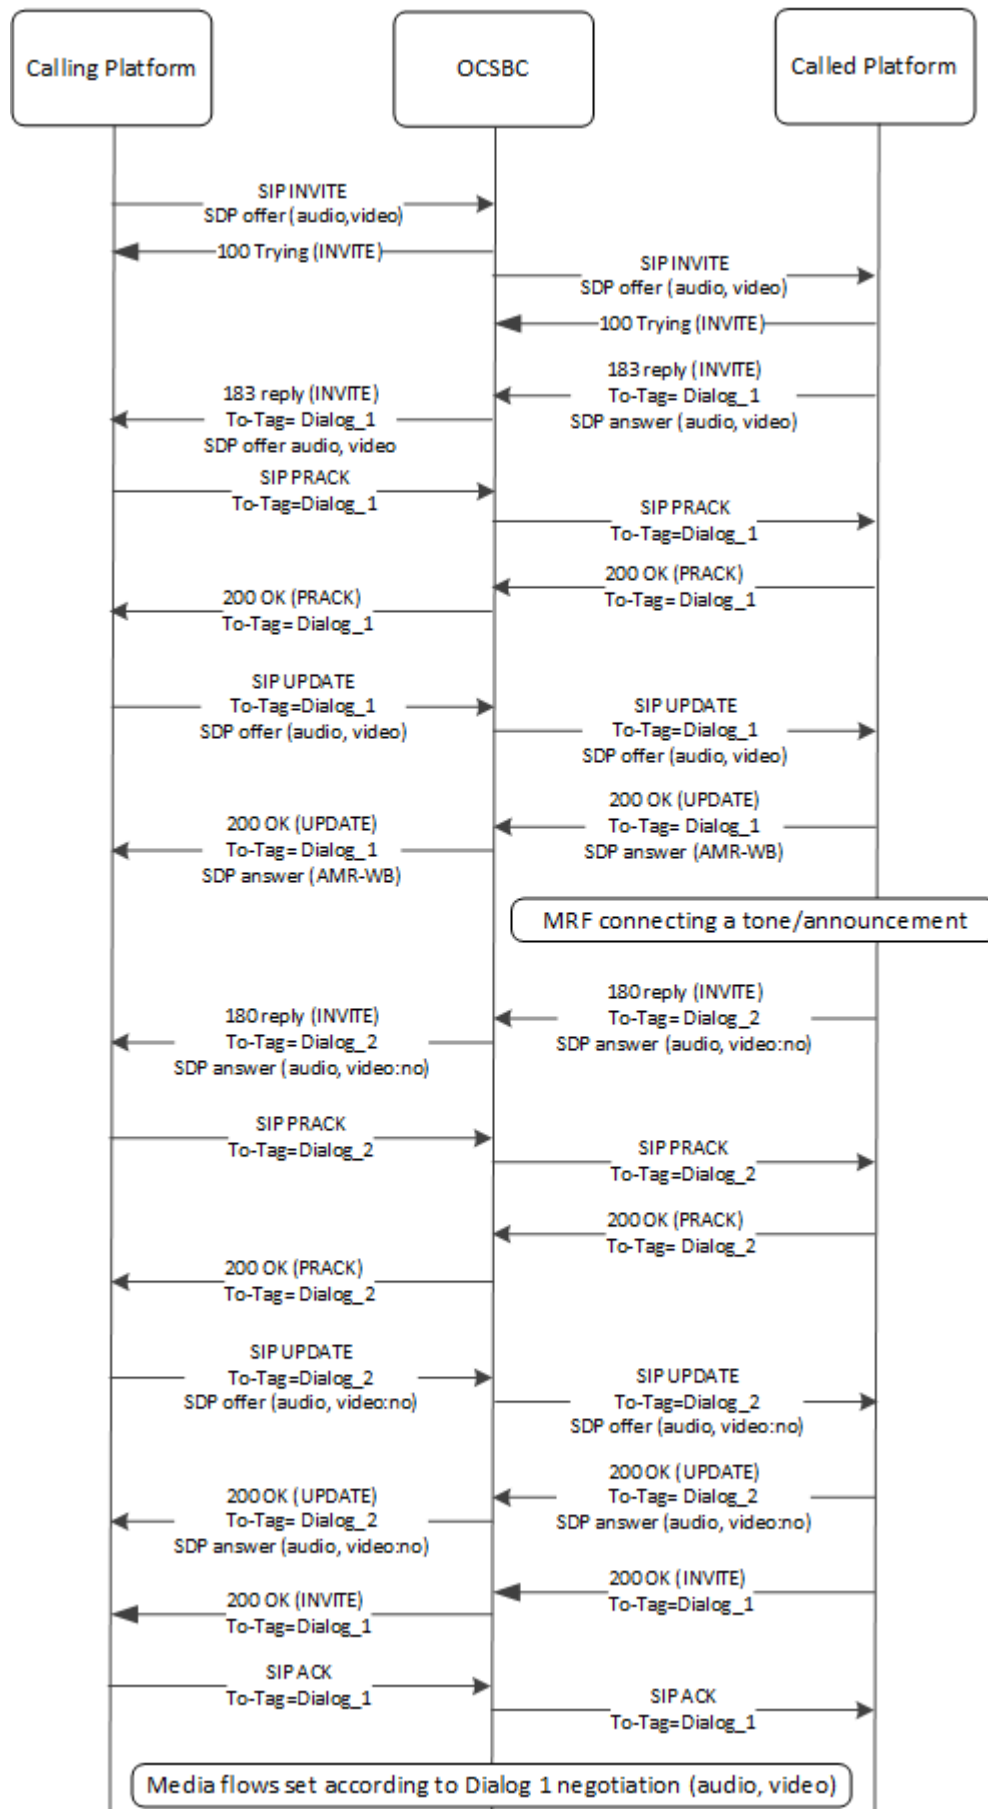 Calling Platform
OCSBC
Called Platform
SIP INVITE
SDP offer (audio,video)
100 Trying (INVITE)
SIP INVITE
SDP offer (audio, video)
100 Trying (INVITE)
183 reply (INVITE)
To-Tag= Dialog_1
SDP answer (audio, video)
183 reply (INVITE)
To-Tag= Dialog_1
SDP offer audio, video
SIP PRACK
To-Tag=Dialog_1
SIP PRACK
To-Tag=Dialog_1
200 OK (PRACK)
To-Tag= Dialog_1
200 OK (PRACK)
To-Tag= Dialog_1
SIP UPDATE
To-Tag=Dialog_1
SDP offer (audio, video)
SIP UPDATE
To-Tag=Dialog_1
SDP offer (audio, video)
200 OK (UPDATE)
To-Tag= Dialog_1
SDP answer (AMR-WB)
200 OK (UPDATE)
To-Tag= Dialog_1
SDP answer (AMR-WB)
MRF connecting a tone/announcement
180 reply (INVITE)
To-Tag= Dialog_2
SDP answer (audio, video:no)
180 reply (INVITE)
To-Tag= Dialog_2
SDP answer (audio, video:no)
SIP PRACK
To-Tag=Dialog_2
SIP PRACK
To-Tag=Dialog_2
200 OK (PRACK)
To-Tag= Dialog_2
200 OK (PRACK)
To-Tag= Dialog_2
SIP UPDATE
To-Tag=Dialog_2
SDP offer (audio, video:no)
SIP UPDATE
To-Tag=Dialog_2
SDP offer (audio, video:no)
200 OK (UPDATE)
To-Tag= Dialog_2
SDP answer (audio, video:no)
200 OK (UPDATE)
To-Tag= Dialog_2
SDP answer (audio, video:no)
200 OK (INVITE)
To-Tag=Dialog_1
200 OK (INVITE)
To-Tag=Dialog_1
SIP ACK
To-Tag=Dialog_1
SIP ACK
To-Tag=Dialog_1
Media flows set according to Dialog 1 negotiation (audio, video)